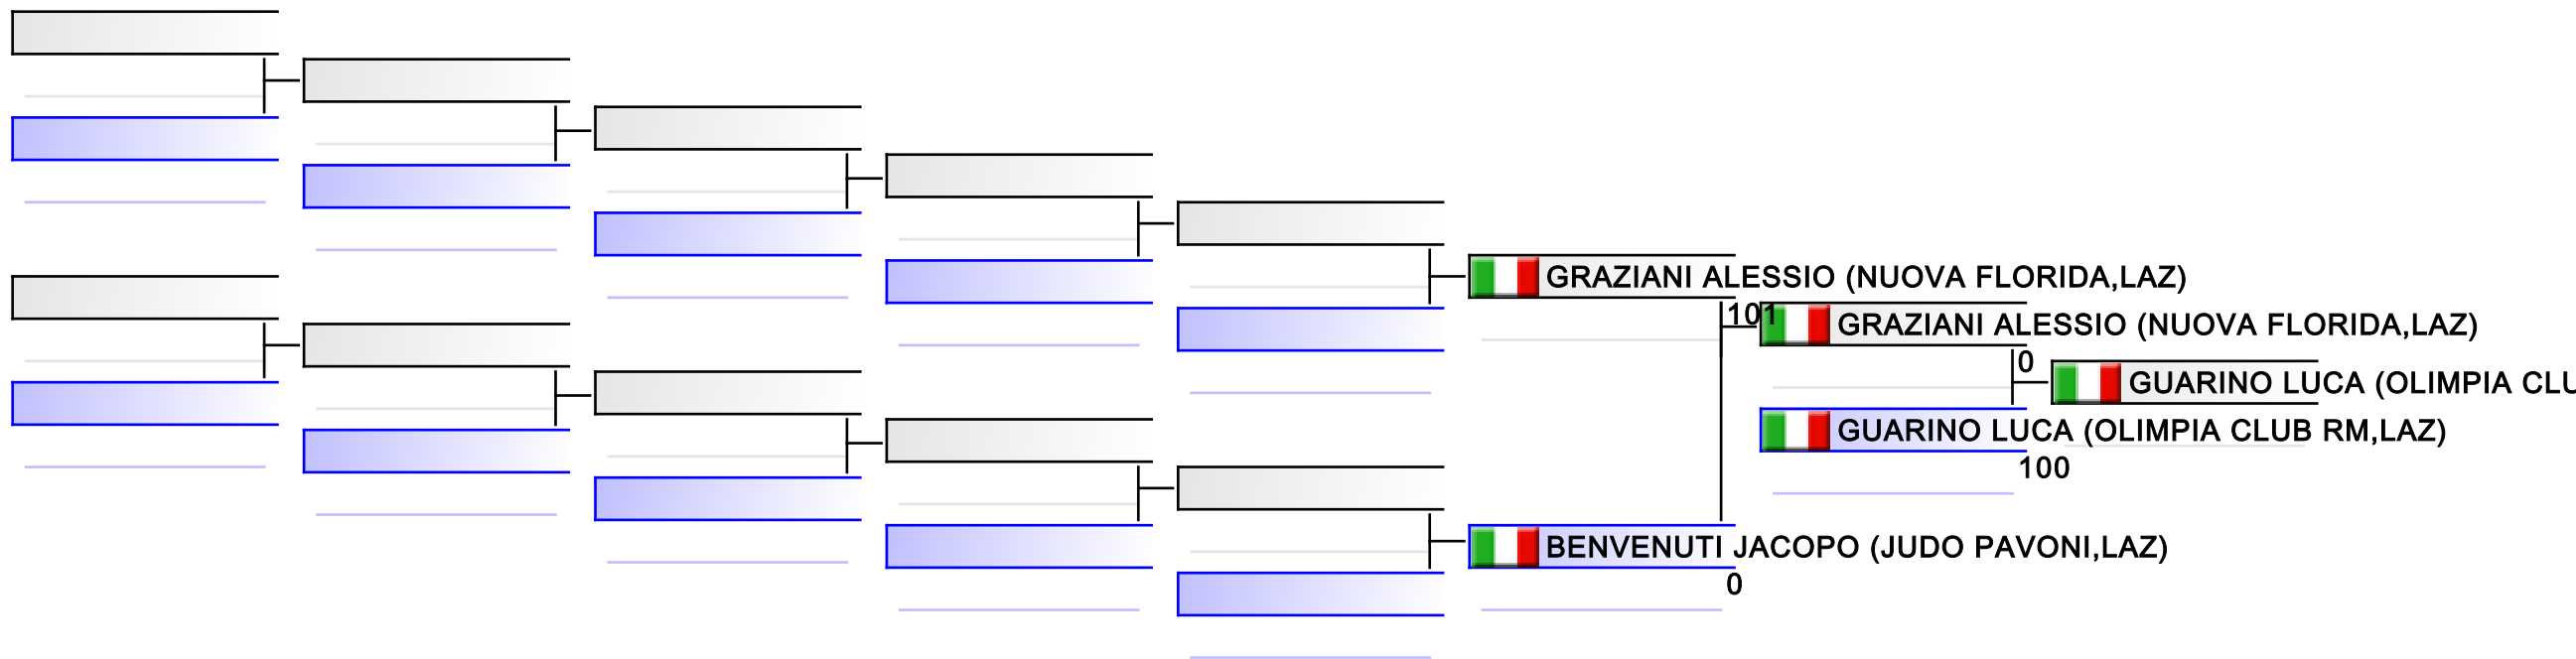 GRAZIANI ALESSIO (NUOVA FLORIDA,LAZ)
101
GRAZIANI ALESSIO (NUOVA FLORIDA,LAZ)
0
GUARINO LUCA (OLIMPIA CLU
GUARINO LUCA (OLIMPIA CLUB RM,LAZ)
100
BENVENUTI JACOPO (JUDO PAVONI,LAZ)
0